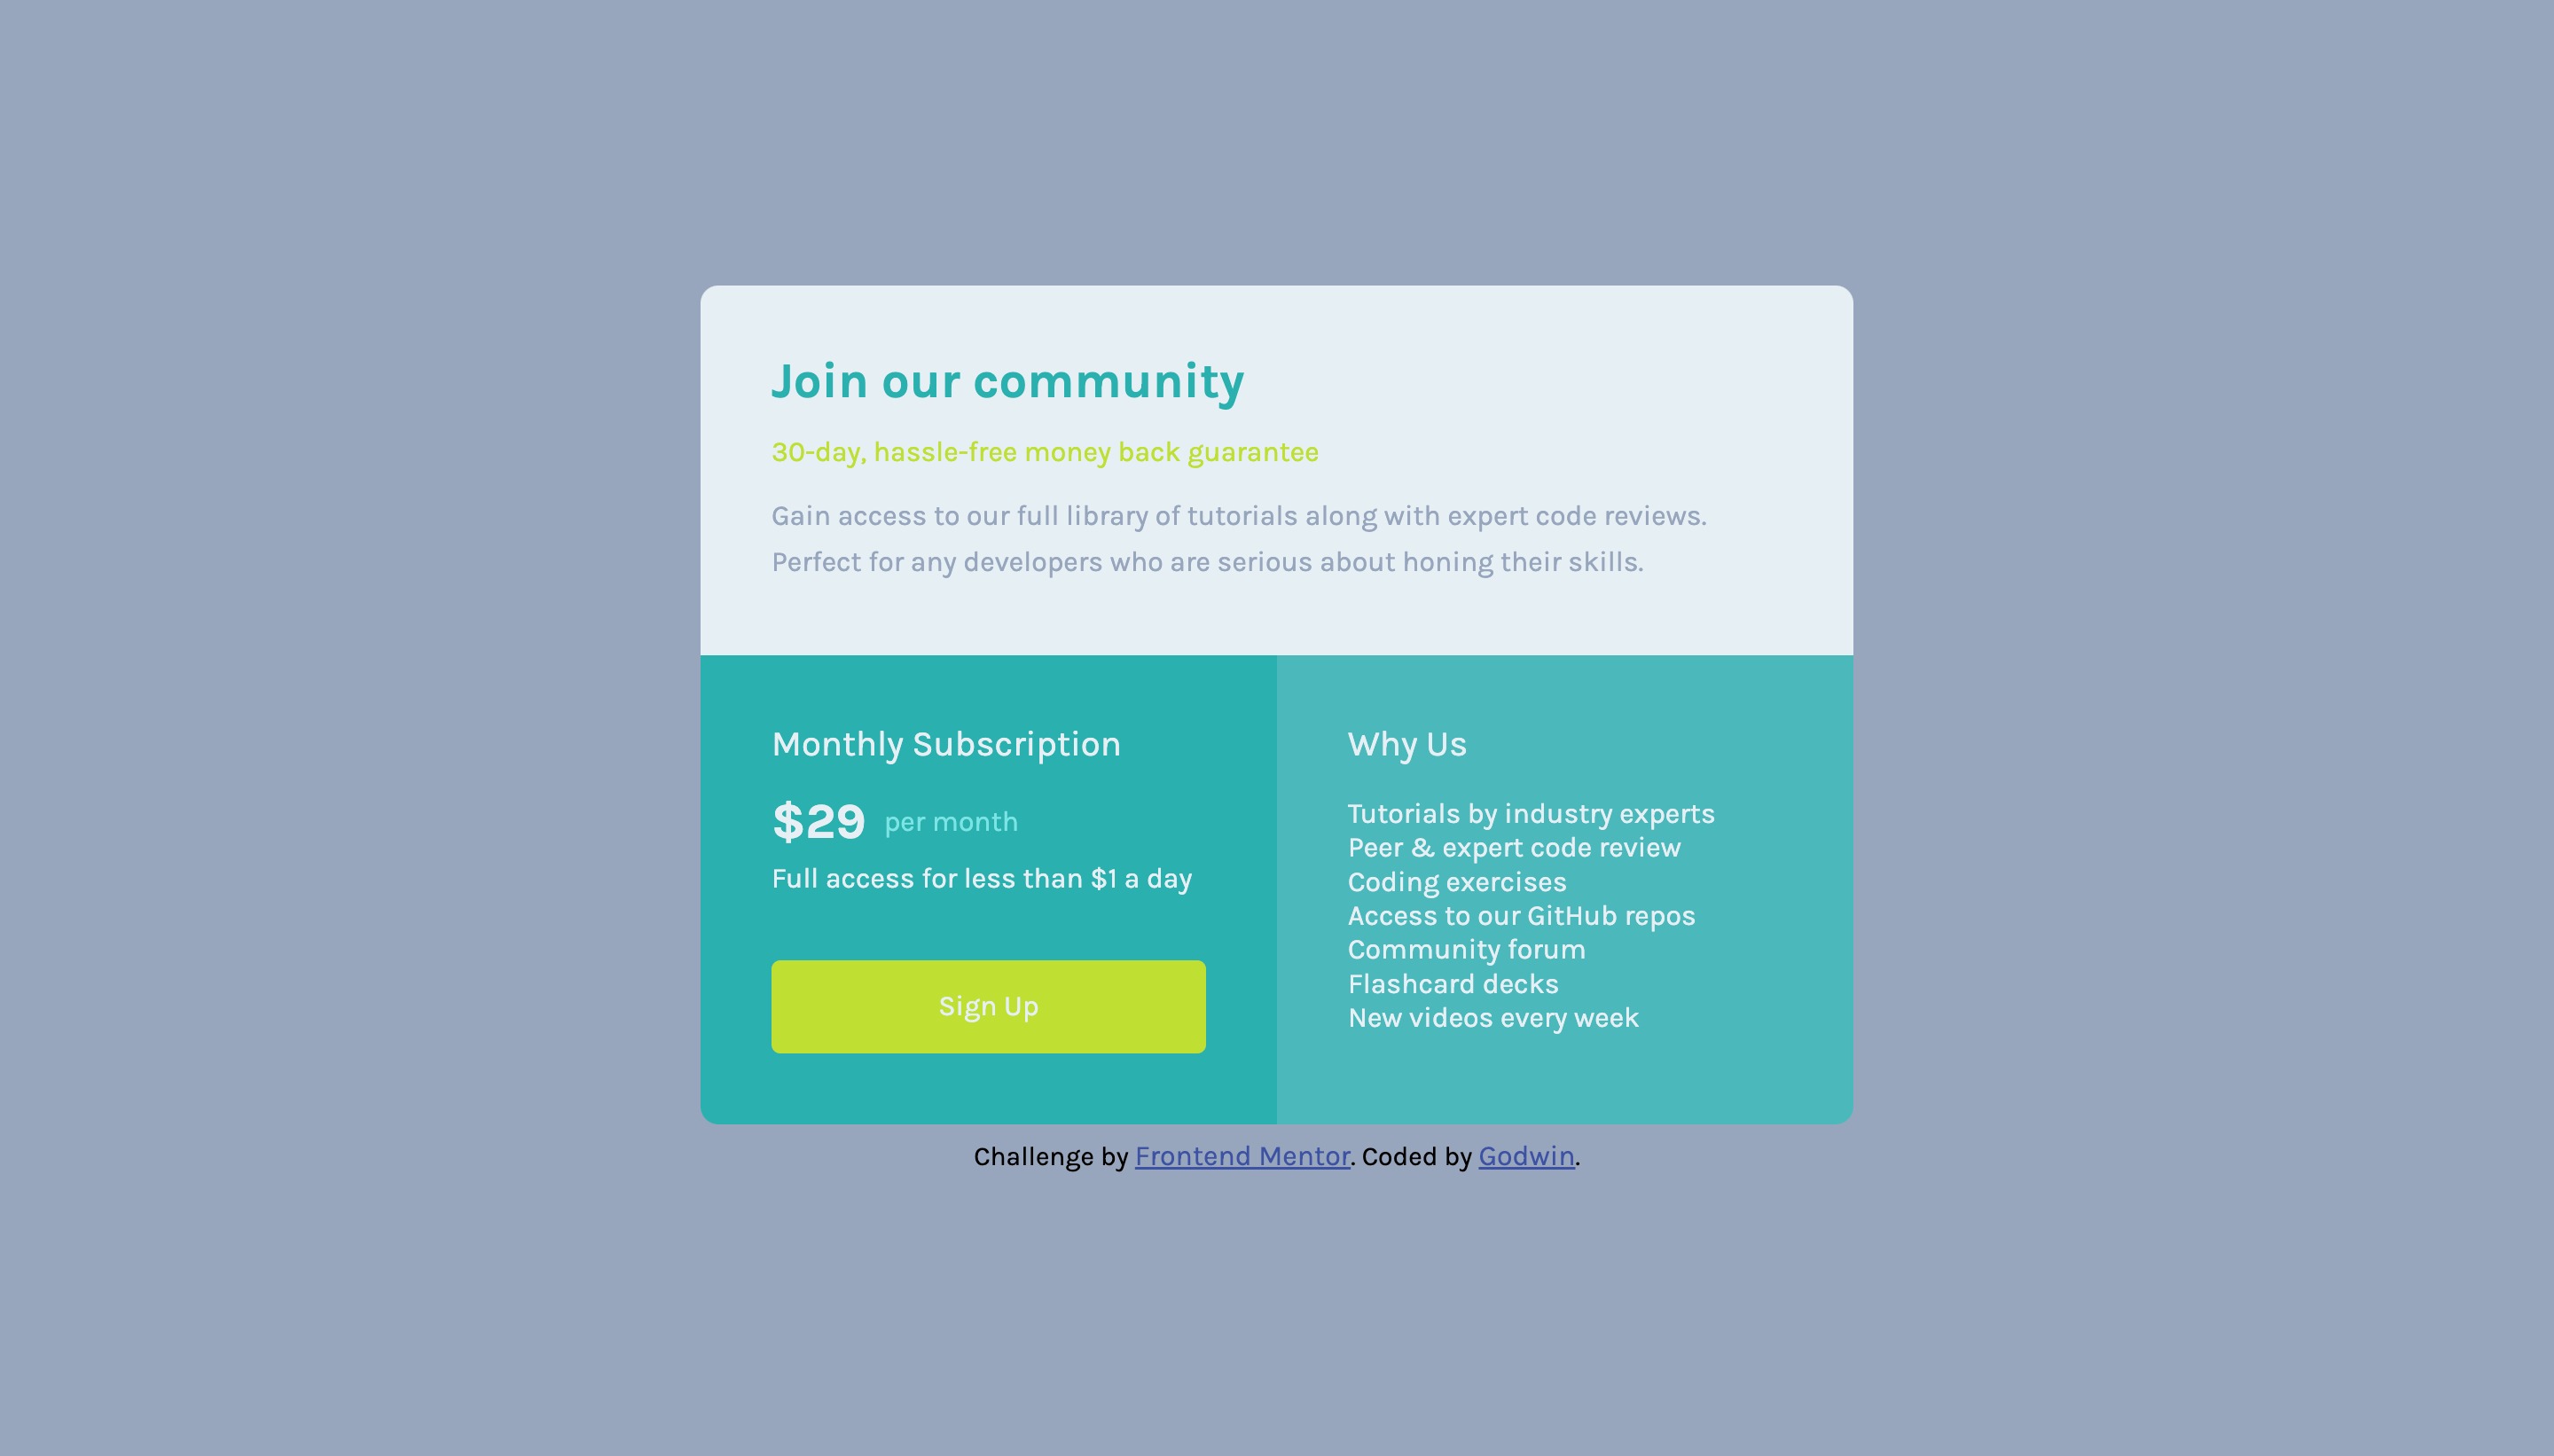 Join our community
30-day, hassle-free money back guarantee
Gain access to our full library of tutorials along with expert code reviews.
Perfect for any developers who are serious about honing their skills.
Monthly Subscription
$29 per month
Full access for less than $1 a day
Sign Up
Why Us
Tutorials by industry experts
Peer & expert code review
Coding exercises
Access to our GitHub repos
Community forum
Flashcard decks
New videos every week
Challenge by Frontend Mentor. Coded by Godwin.